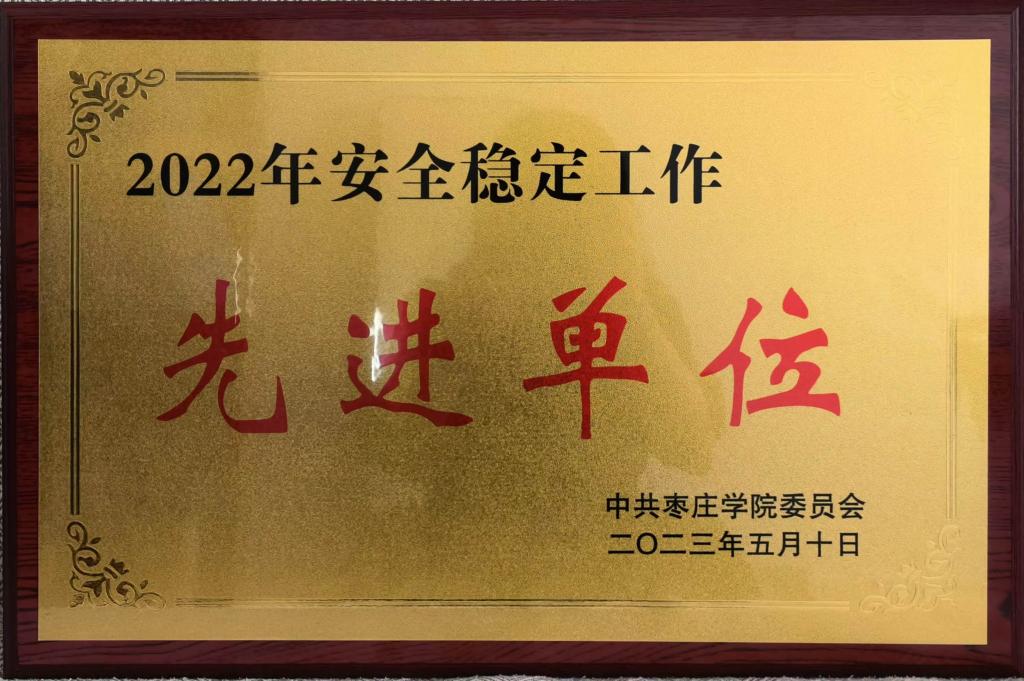 2022年安全稳定工作
先进单位
中共枣庄学院委员会
二〇二三年五月十日